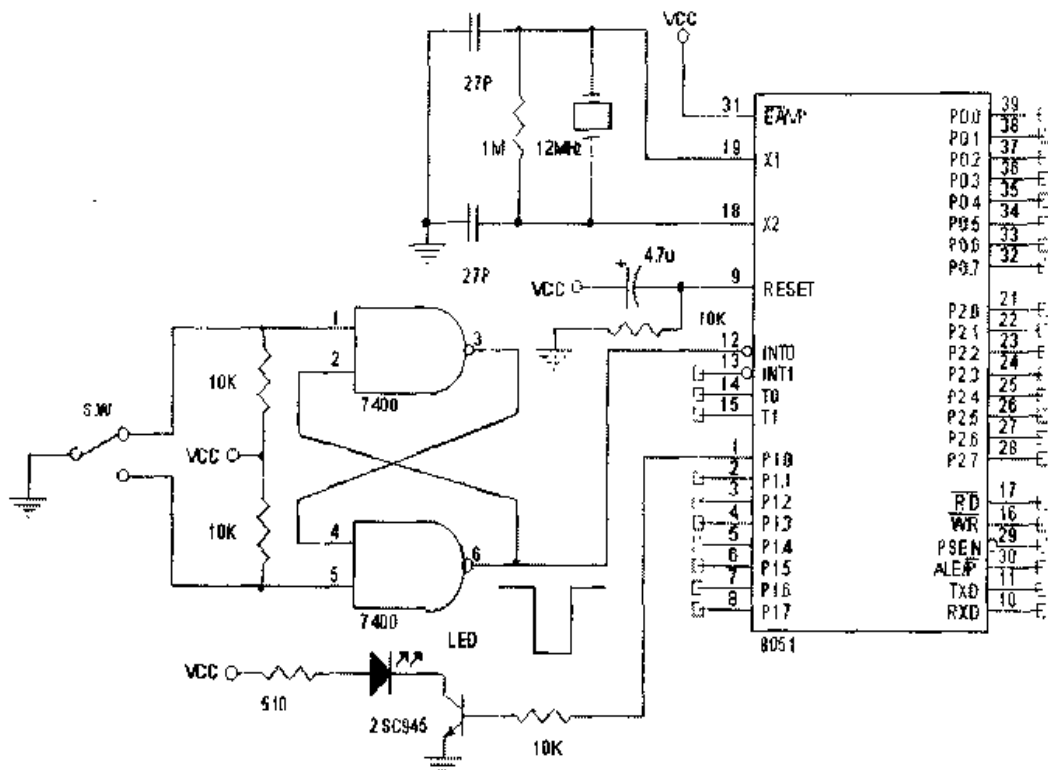 VCC
27P
1M
12MHz
27P
31
EA/VP
19
X1
18
X2
4.7u
VCC
9
RESET
10K
12
INT0
13
INT1
14
T0
15
T1
1
P1.0
2
P1.1
3
P1.2
4
P1.3
5
P1.4
6
P1.5
7
P1.6
8
P1.7
P0.0
39
P0.1
38
P0.2
37
P0.3
36
P0.4
35
P0.5
34
P0.6
33
P0.7
32
P2.0
21
P2.1
22
P2.2
23
P2.3
24
P2.4
25
P2.5
26
P2.6
27
P2.7
28
RD
17
WR
16
PSEN
29
ALE/P
30
TXD
11
RXD
10
8051
1
2
3
7400
10K
S.W
VCC
10K
4
5
6
7400
LED
VCC
510
2SC945
10K